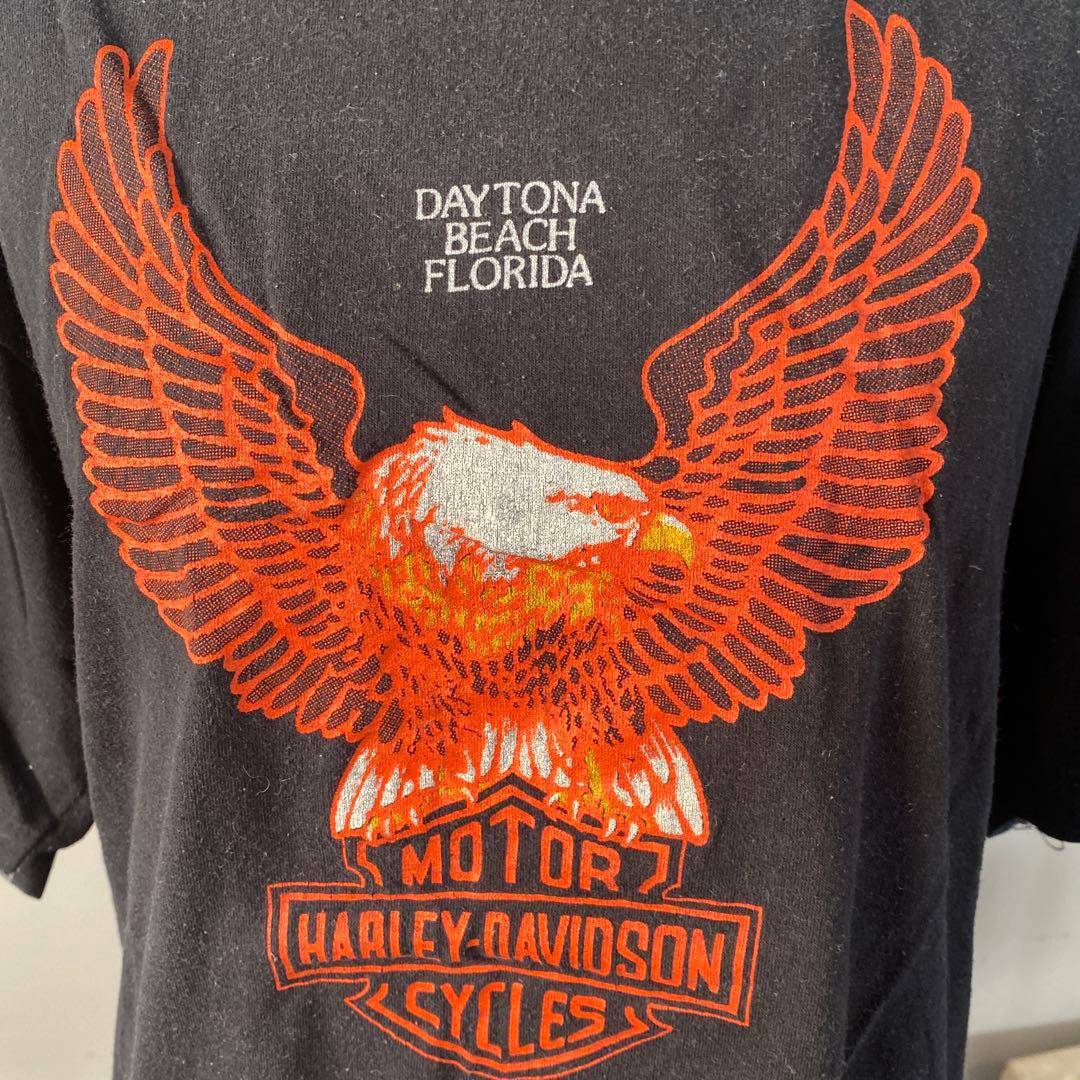 DAYTONA
BEACH
FLORIDA
MOTOR
HARLEY-DAVIDSON
CYCLES